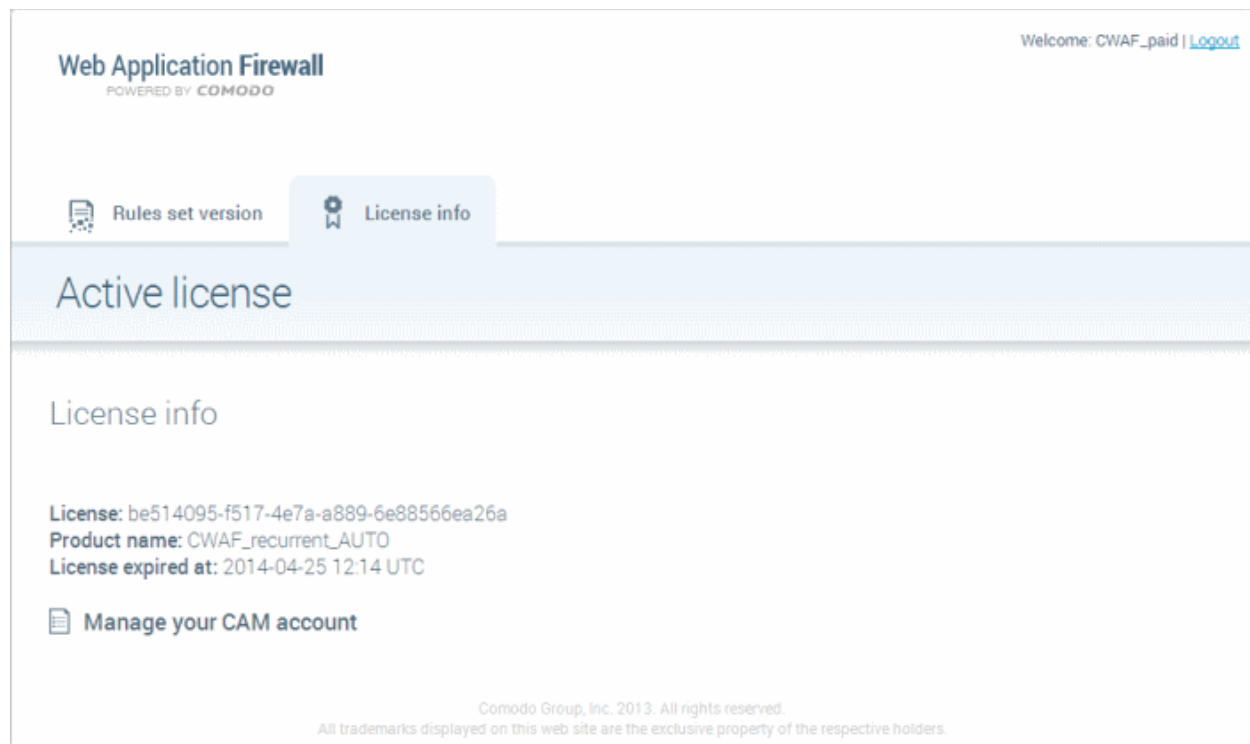 Welcome: CWAF_paid | Logout
Web Application Firewall
POWERED BY COMODO
Rules set version
License info
Active license
License info
License: be514095-f517-4e7a-a889-6e88566ea26a
Product name: CWAF_recurrent_AUTO
License expired at: 2014-04-25 12:14 UTC
Manage your CAM account
Comodo Group, Inc. 2013. All rights reserved.
All trademarks displayed on this web site are the exclusive property of the respective holders.